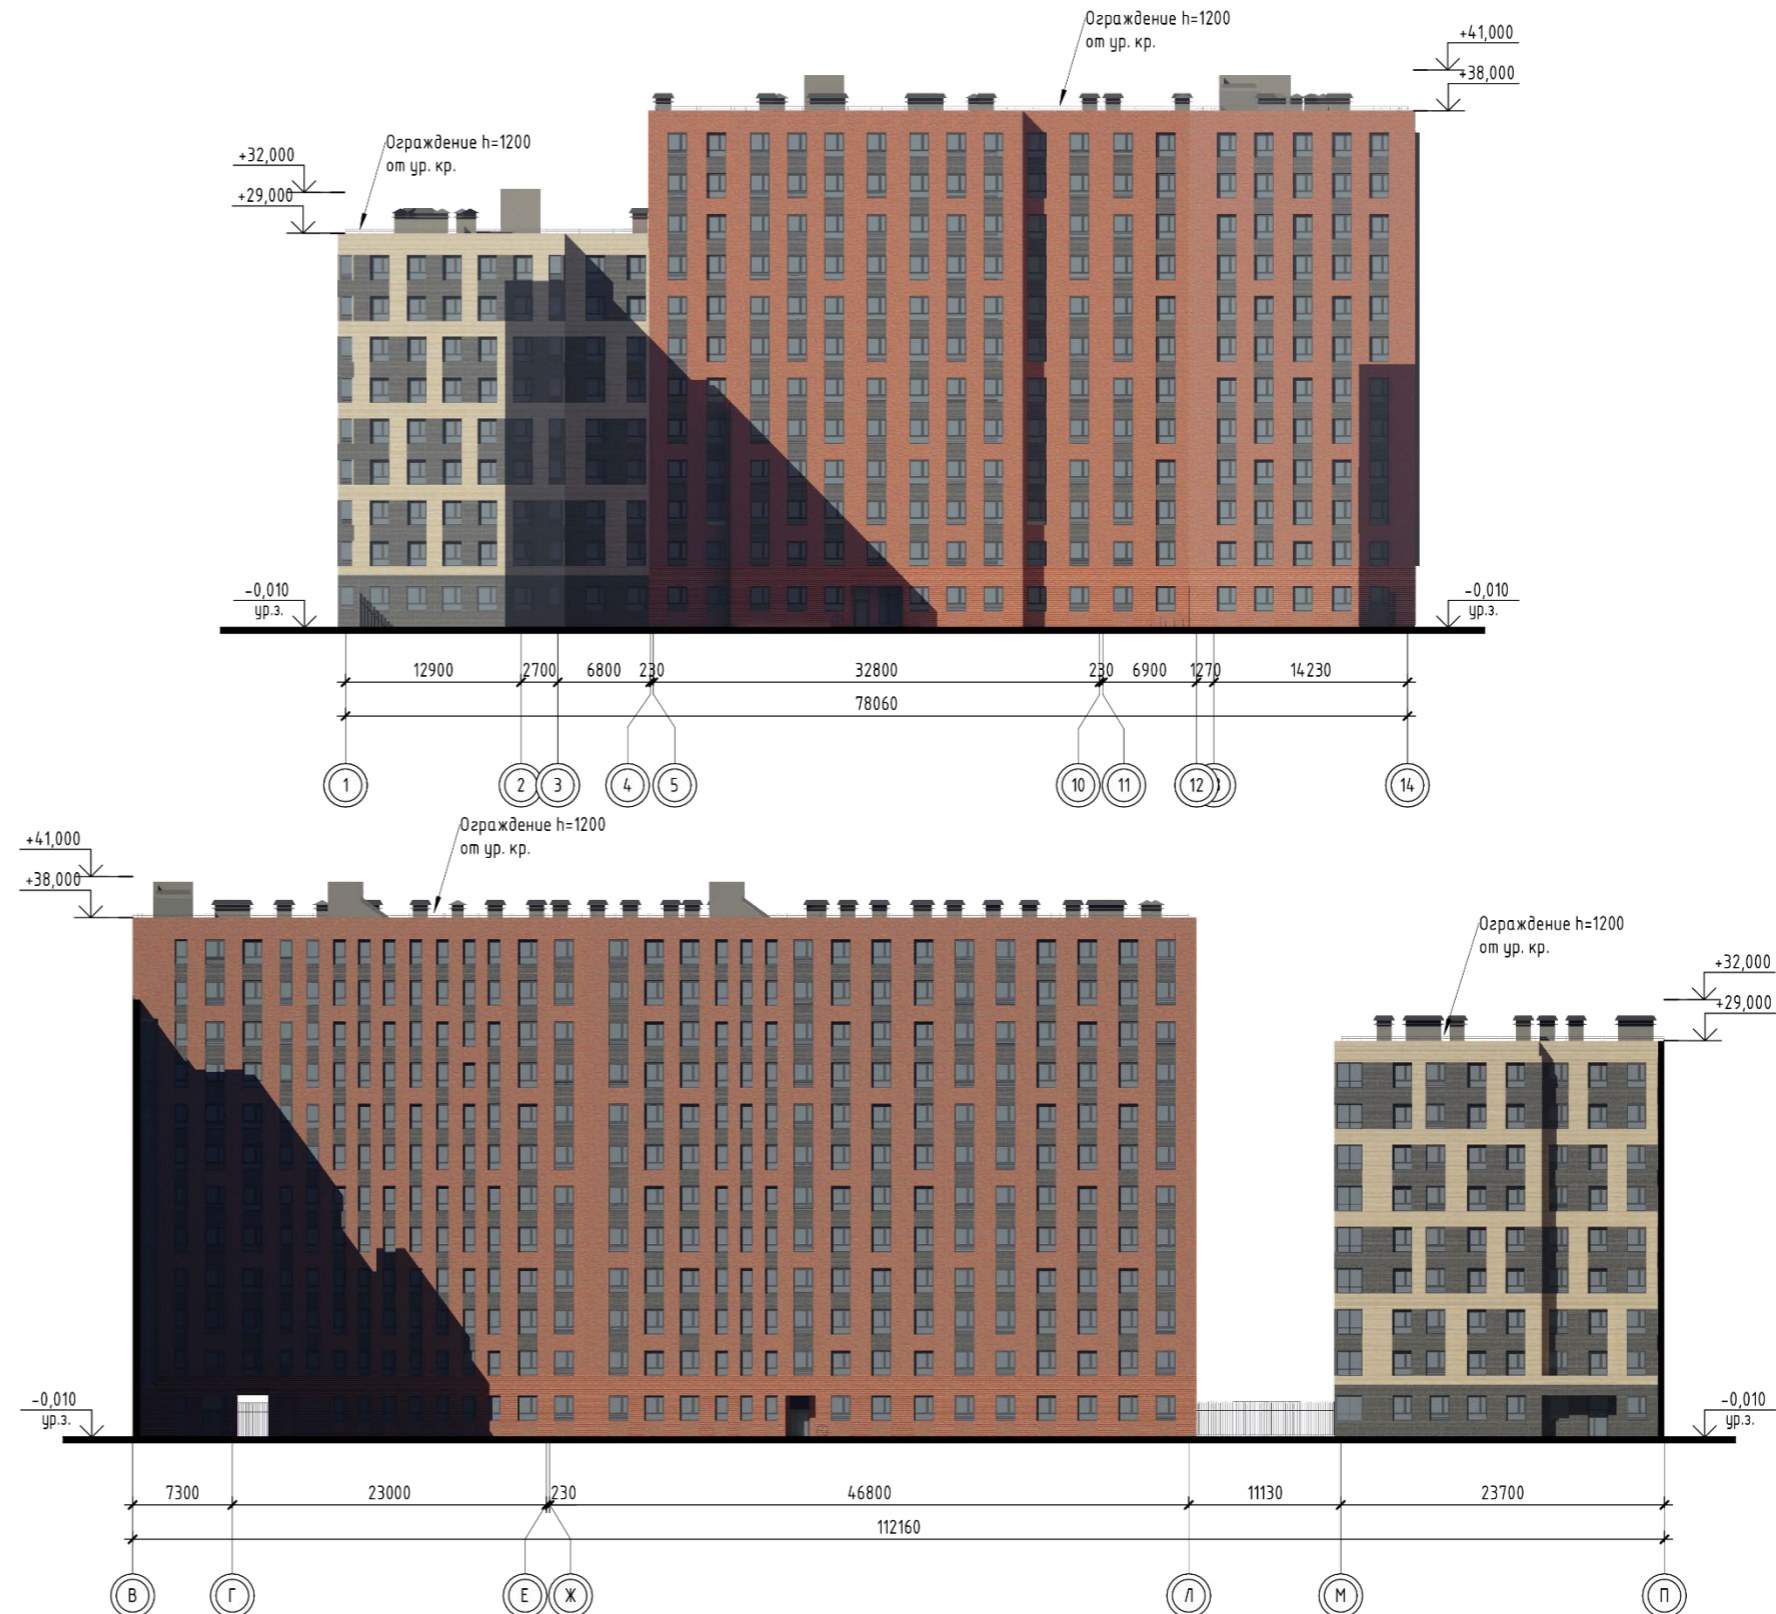 Ограждение h=1200
от ур. кр.
+41,000
+38,000
Ограждение h=1200
от ур. кр.
+32,000
+29,000
-0,010
ур.з.
-0,010
ур.з.
12900
2700
6800
230
32800
230
6900
1270
14230
78060
1
2
3
4
5
10
11
12
14
Ограждение h=1200
от ур. кр.
+41,000
+38,000
Ограждение h=1200
от ур. кр.
+32,000
+29,000
-0,010
ур.з.
-0,010
ур.з.
7300
23000
230
46800
11130
23700
112160
В
Г
Е
Ж
Л
М
П